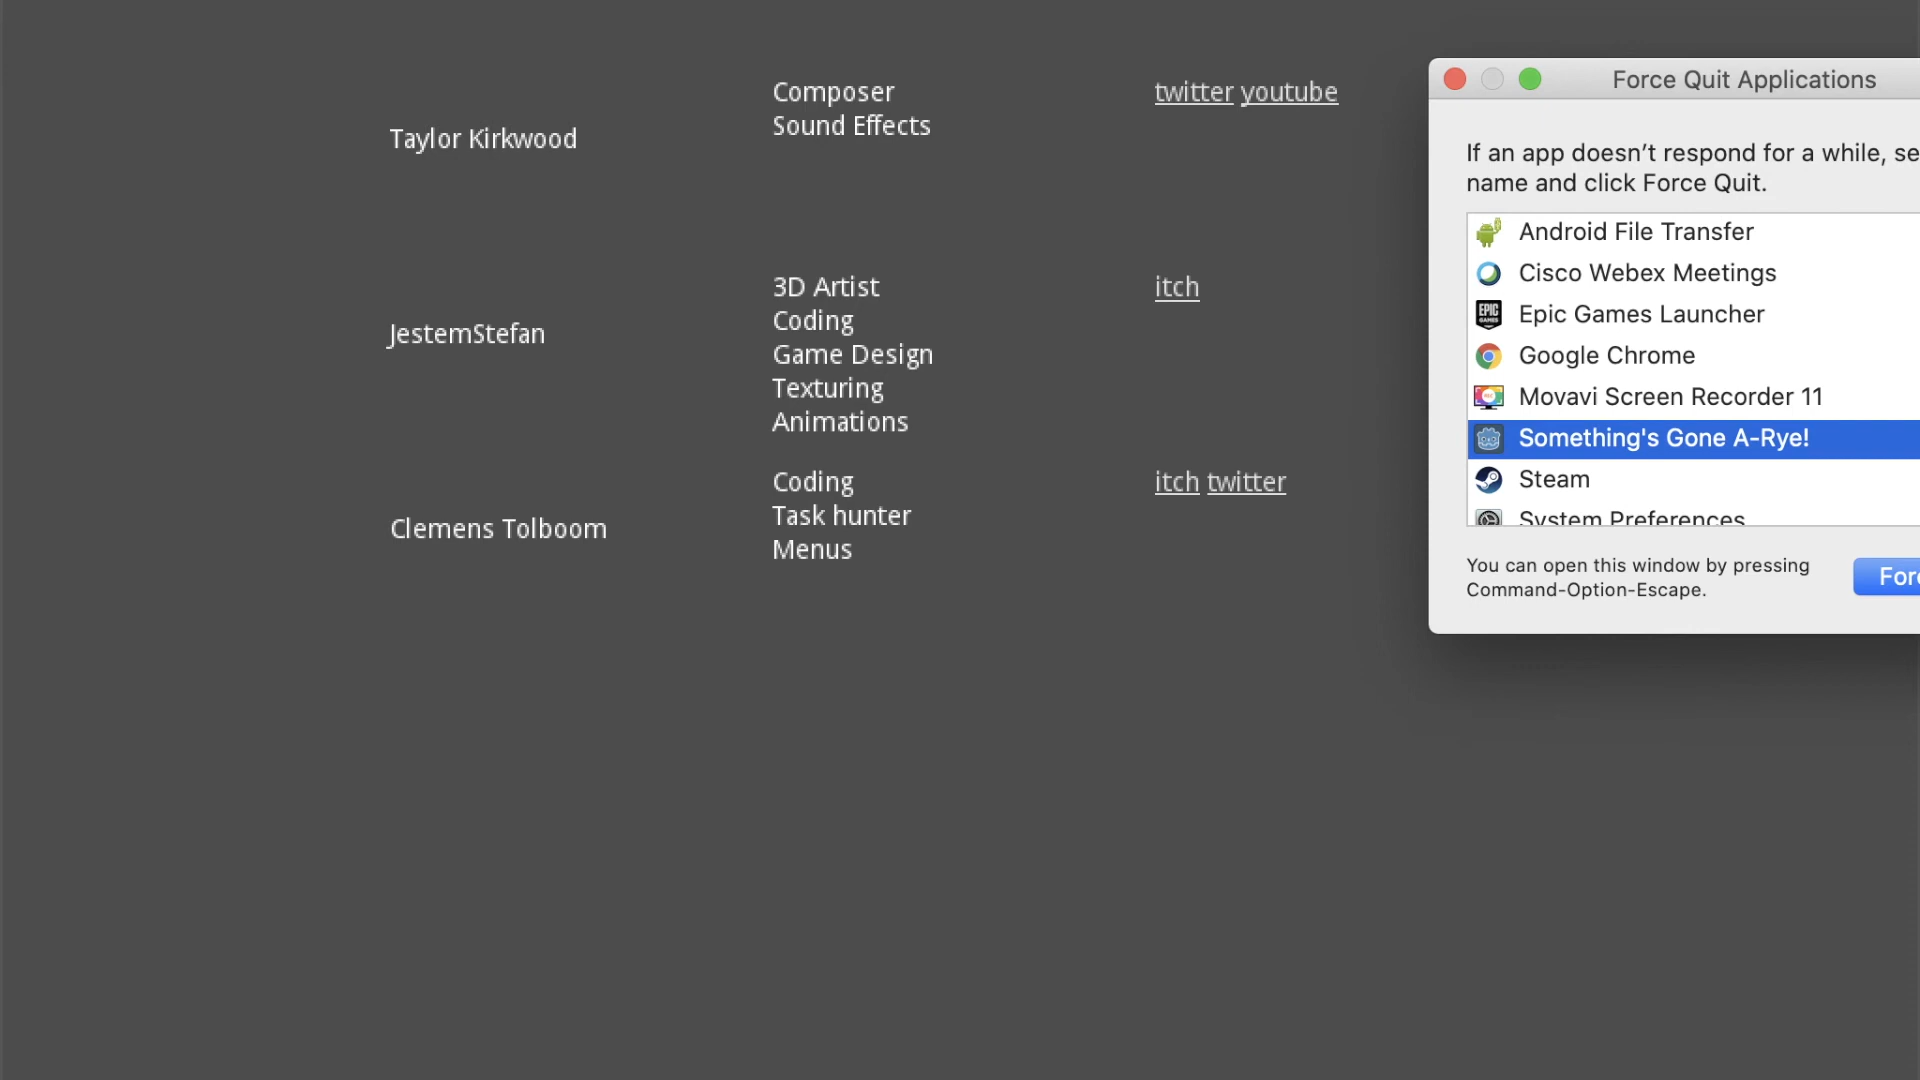 Taylor Kirkwood
Composer
Sound Effects
twitter youtube
JestemStefan
3D Artist
Coding
Game Design
Texturing
Animations
itch
Clemens Tolboom
Coding
Task hunter
Menus
itch twitter
Force Quit Applications
If an app doesn’t respond for a while, se
name and click Force Quit.
Android File Transfer
Cisco Webex Meetings
EPIC GAMES
Epic Games Launcher
Google Chrome
Movavi Screen Recorder 11
Something's Gone A-Rye!
Steam
System Preferences
You can open this window by pressing
Command-Option-Escape.
For